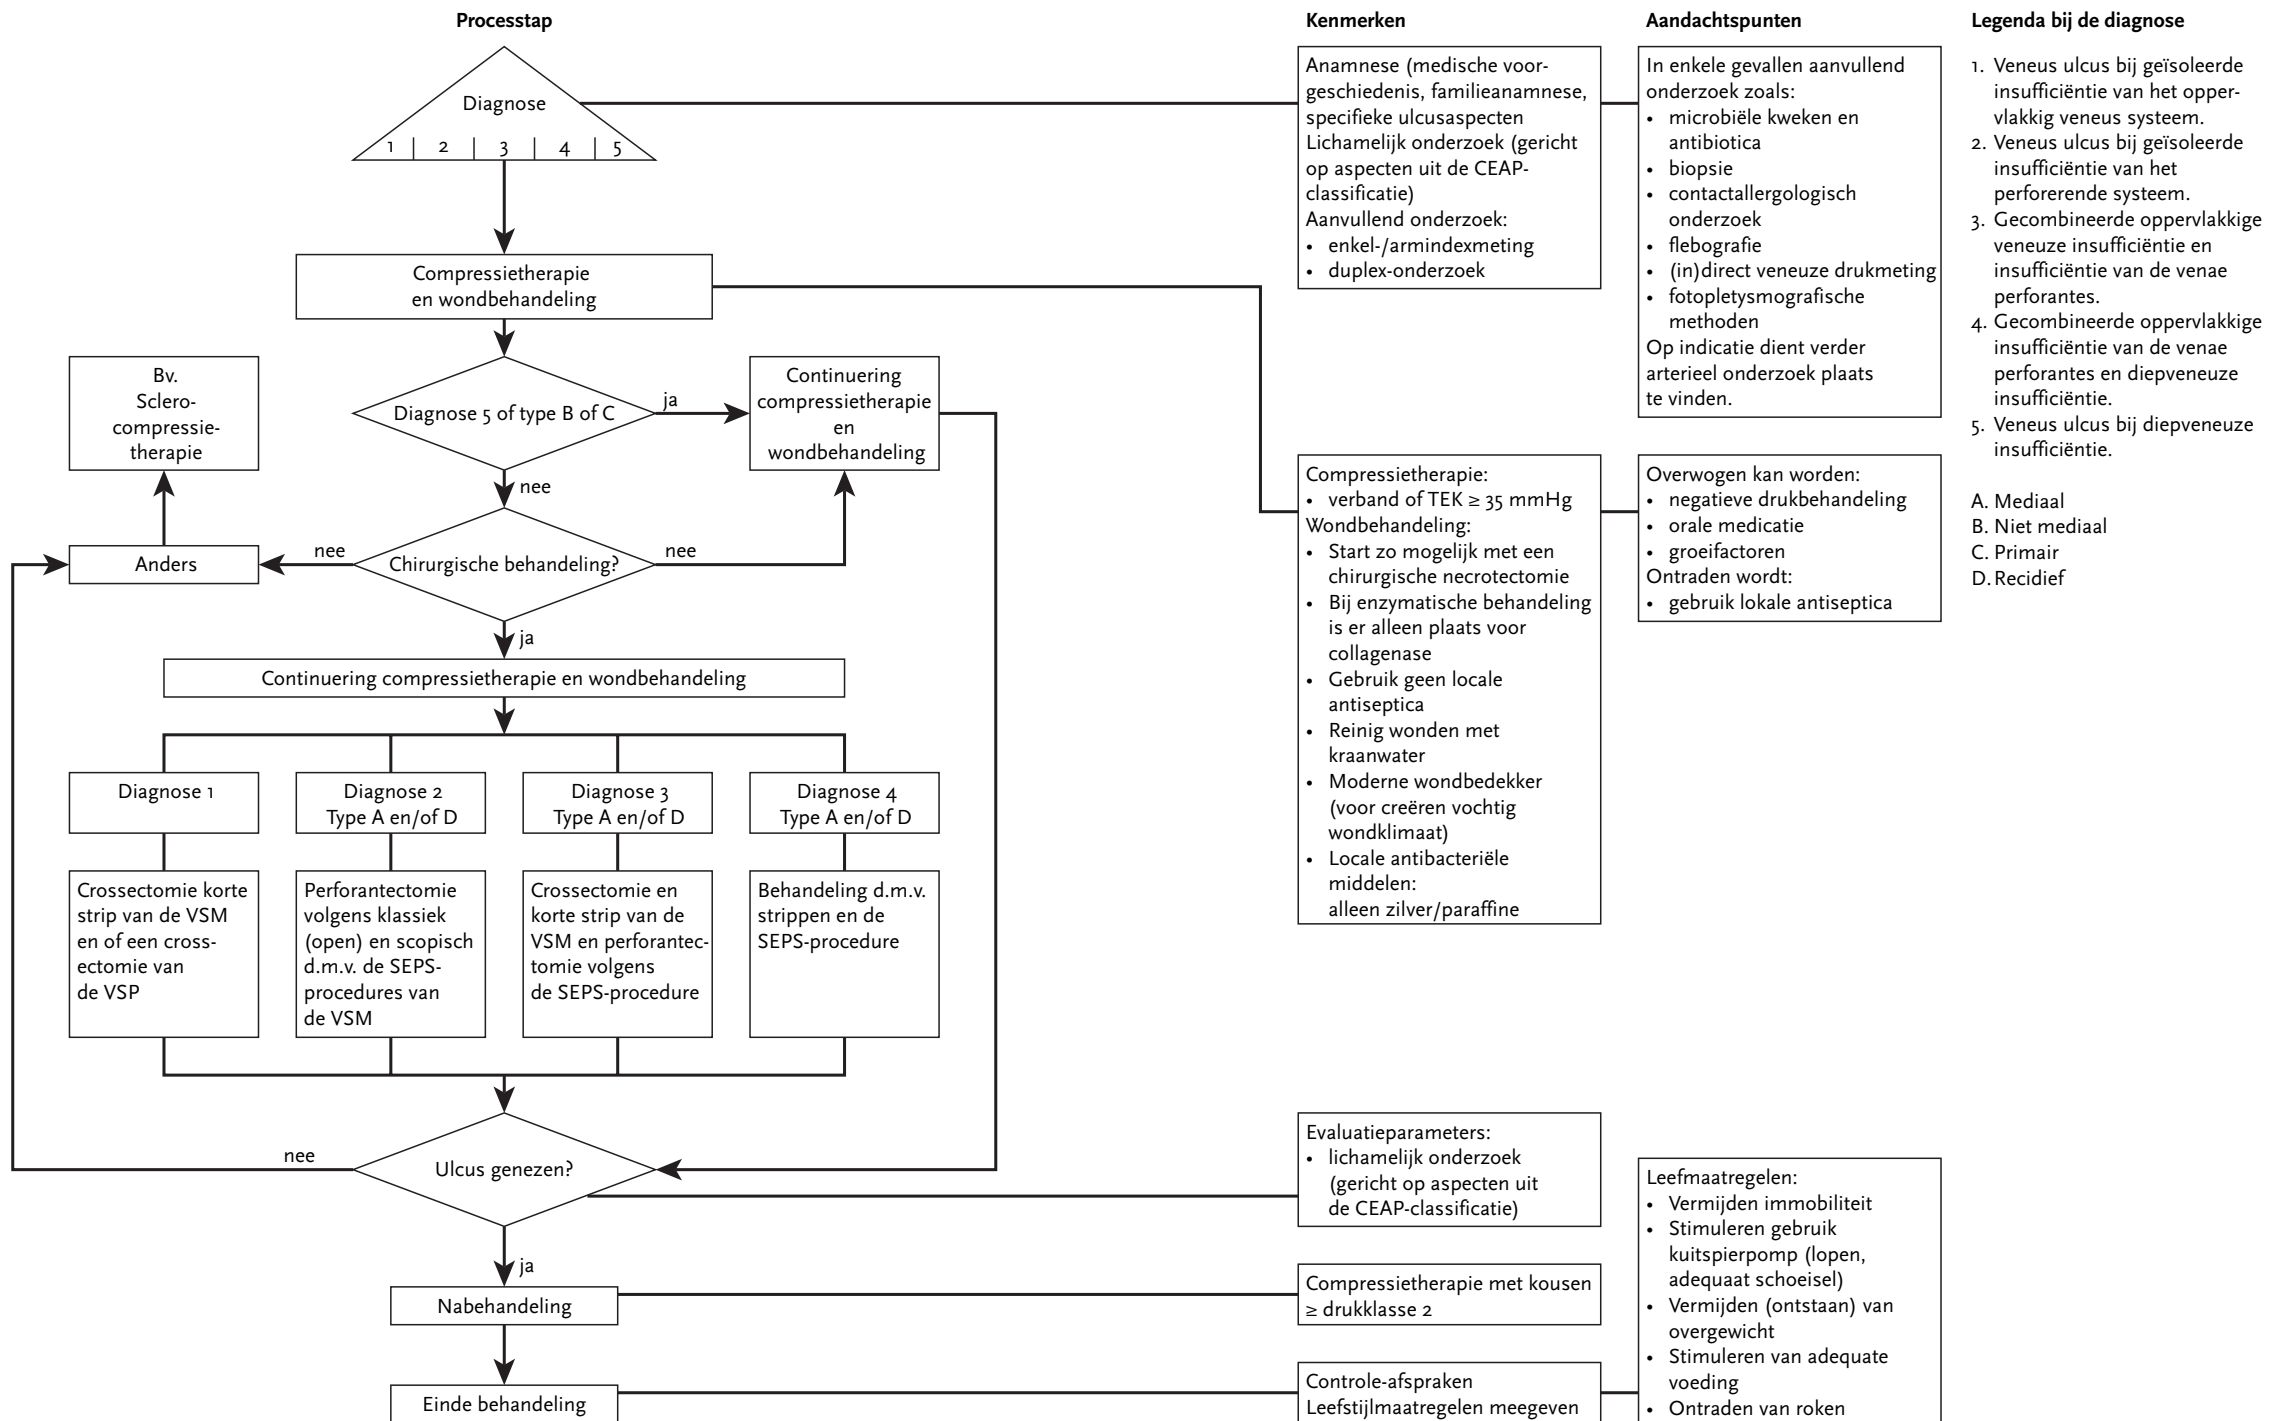 Processtap
Diagnose
1 | 2 | 3 | 4 | 5
Compressietherapie
en wondbehandeling
Diagnose 5 of type B of C
ja
nee
Continuering
compressietherapie
en
wondbehandeling
Bv.
Sclero-
compressie-
therapie
Anders
nee
Chirurgische behandeling?
nee
ja
Continuering compressietherapie en wondbehandeling
Diagnose 1
Diagnose 2
Type A en/of D
Diagnose 3
Type A en/of D
Diagnose 4
Type A en/of D
Crossectomie korte
strip van de VSM
en of een cross-
ectomie van
de VSP
Perforantectomie
volgens klassiek
(open) en scopisch
d.m.v. de SEPS-
procedures van
de VSM
Crossectomie en
korte strip van de
VSM en perforantec-
tomie volgens
de SEPS-procedure
Behandeling d.m.v.
strippen en de
SEPS-procedure
nee
Ulcus genezen?
ja
Nabehandeling
Einde behandeling
Kenmerken
Anamnese (medische voor-
geschiedenis, familieanamnese,
specifieke ulcusaspecten
Lichamelijk onderzoek (gericht
op aspecten uit de CEAP-
classificatie)
Aanvullend onderzoek:
• enkel-/armindexmeting
• duplex-onderzoek
Compressietherapie:
• verband of TEK ≥ 35 mmHg
Wondbehandeling:
• Start zo mogelijk met een
chirurgische necrotectomie
• Bij enzymatische behandeling
is er alleen plaats voor
collagenase
• Gebruik geen locale
antiseptica
• Reinig wonden met
kraanwater
• Moderne wondbedekker
(voor creëren vochtig
wondklimaat)
• Locale antibacteriële
middelen:
alleen zilver/paraffine
Evaluatieparameters:
• lichamelijk onderzoek
(gericht op aspecten uit
de CEAP-classificatie)
Compressietherapie met kousen
≥ drukklasse 2
Controle-afspraken
Leefstijlmaatregelen meegeven
Aandachtspunten
In enkele gevallen aanvullend
onderzoek zoals:
• microbiële kweken en
antibiotica
• biopsie
• contactallergologisch
onderzoek
• flebografie
• (in)direct veneuze drukmeting
• fotopletysmografische
methoden
Op indicatie dient verder
arterieel onderzoek plaats
te vinden.
Overwogen kan worden:
• negatieve drukbehandeling
• orale medicatie
• groeifactoren
Ontraden wordt:
• gebruik lokale antiseptica
Leefmaatregelen:
• Vermijden immobiliteit
• Stimuleren gebruik
kuitspierpomp (lopen,
adequaat schoeisel)
• Vermijden (ontstaan) van
overgewicht
• Stimuleren van adequate
voeding
• Ontraden van roken
Legenda bij de diagnose
1. Veneus ulcus bij geïsoleerde
insufficiëntie van het opper-
vlakkig veneus systeem.
2. Veneus ulcus bij geïsoleerde
insufficiëntie van het
perforerende systeem.
3. Gecombineerde oppervlakkige
veneuze insufficiëntie en
insufficiëntie van de venae
perforantes.
4. Gecombineerde oppervlakkige
insufficiëntie van de venae
perforantes en diepveneuze
insufficiëntie.
5. Veneus ulcus bij diepveneuze
insufficiëntie.
A. Mediaal
B. Niet mediaal
C. Primair
D. Recidief